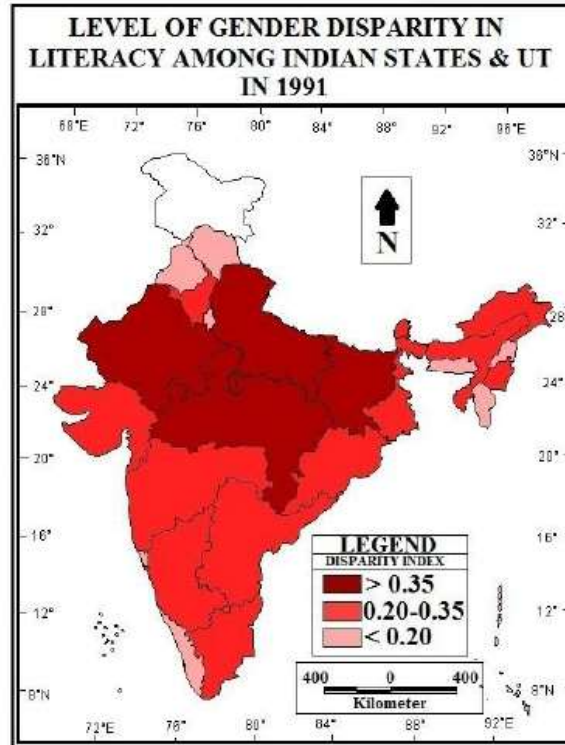 LEVEL OF GENDER DISPARITY IN
LITERACY AMONG INDIAN STATES & UT
IN 1991
68°E 72° 76° 80° 84° 88° 92° 96°E
36°N 36°N
32° 32°
N
28° 28°
24° 24°
20° 20°
16° 16°
LEGEND
DISPARITY INDEX
> 0.35
0.20-0.35
< 0.20
12° 12°
400 0 400
Kilometer
8°N 8°N
72°E 76° 80° 84° 88° 92°E